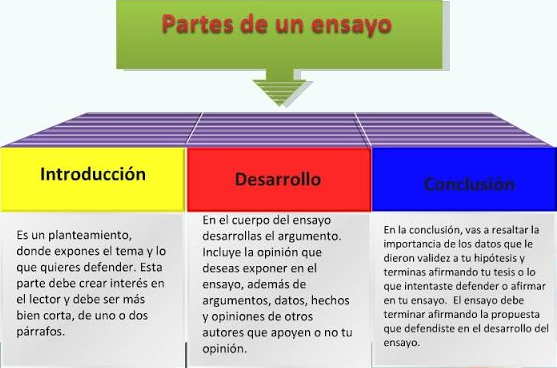 Partes de un ensayo
Introducción
Es un planteamiento,
donde expones el tema y lo
que quieres defender. Esta
parte debe crear interés en
el lector y debe ser más
bien corta, de uno o dos
párrafos.
Desarrollo
En el cuerpo del ensayo
desarrollas el argumento.
Incluye la opinión que
deseas exponer en el
ensayo, además de
argumentos, datos, hechos
y opiniones de otros
autores que apoyen o no tu
opinión.
Conclusión
En la conclusión, vas a resaltar la
importancia de los datos que le
dieron validez a tu hipótesis y
terminas afirmando tu tesis o lo
que intentaste defender o afirmar
en tu ensayo. El ensayo debe
terminar afirmando la propuesta
que defendiste en el desarrollo del
ensayo.